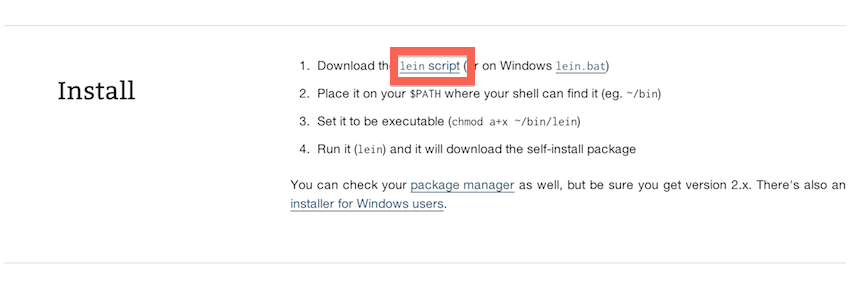 Install
1. Download the lein script (or on Windows lein.bat)
2. Place it on your $PATH where your shell can find it (eg. ~/bin)
3. Set it to be executable (chmod a+x ~/bin/lein)
4. Run it (lein) and it will download the self-install package
You can check your package manager as well, but be sure you get version 2.x. There's also an
installer for Windows users.